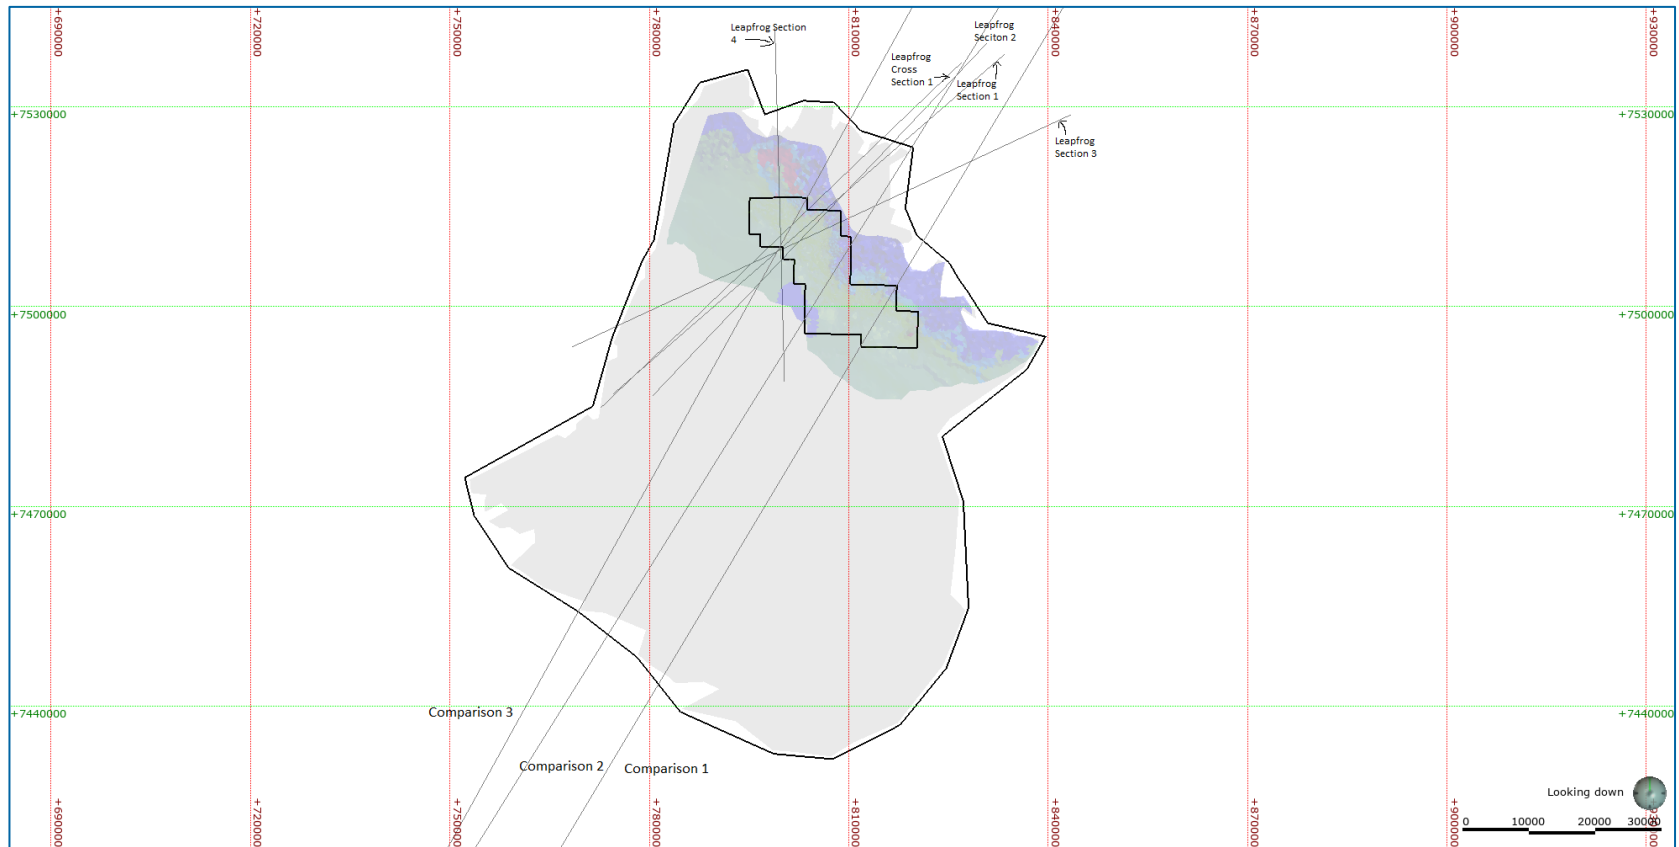 +690000
+720000
+750000
+780000
+810000
+840000
+870000
+900000
+930000
Leapfrog Section
4
Leapfrog
Seciton 2
Leapfrog
Cross
Section 1
Leapfrog
Section 1
Leapfrog
Section 3
+7530000
+7530000
+7500000
+7500000
+7470000
+7470000
+7440000
+7440000
Comparison 3
Comparison 2
Comparison 1
Looking down
0 10000 20000 30000
+690000
+720000
+750000
+780000
+810000
+840000
+870000
+900000
+930000